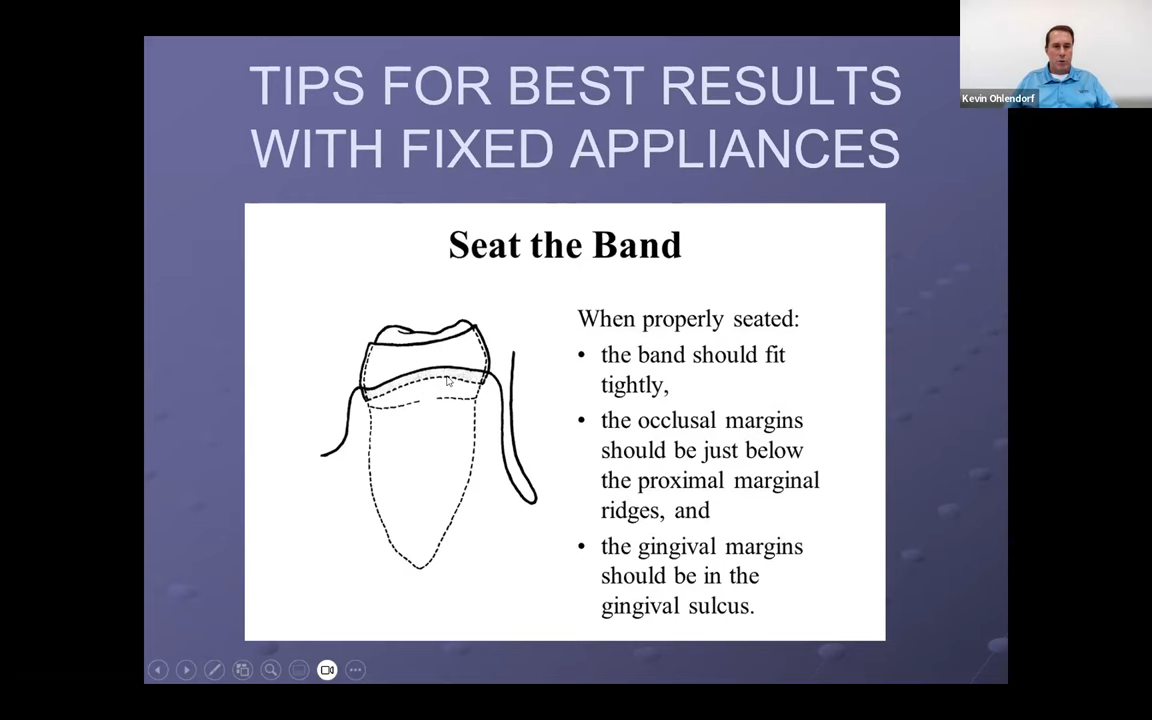 TIPS FOR BEST RESULTS
WITH FIXED APPLIANCES
Kevin Ohlendorf
Seat the Band
When properly seated:
• the band should fit
tightly,
• the occlusal margins
should be just below
the proximal marginal
ridges, and
• the gingival margins
should be in the
gingival sulcus.